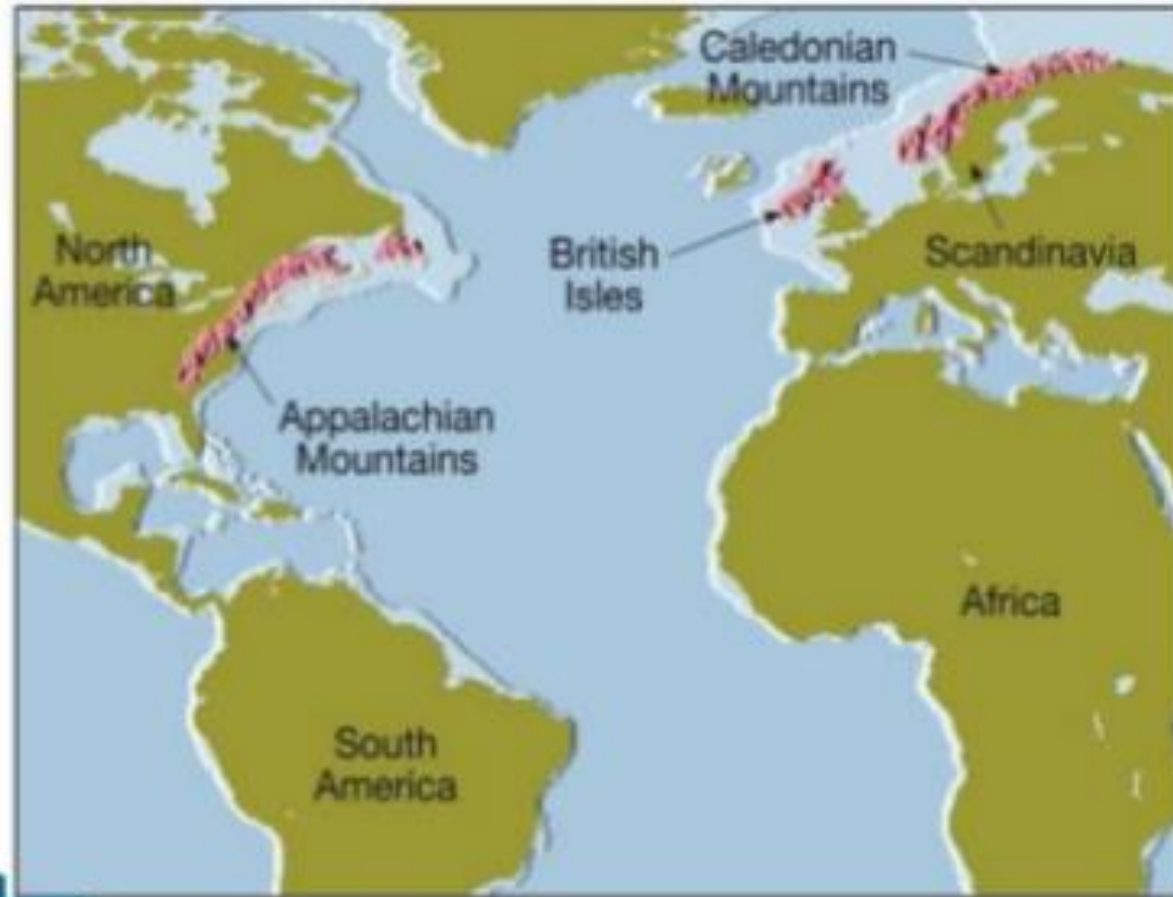 Caledonian
Mountains
North
America
British
Isles
Scandinavia
Appalachian
Mountains
Africa
South
America